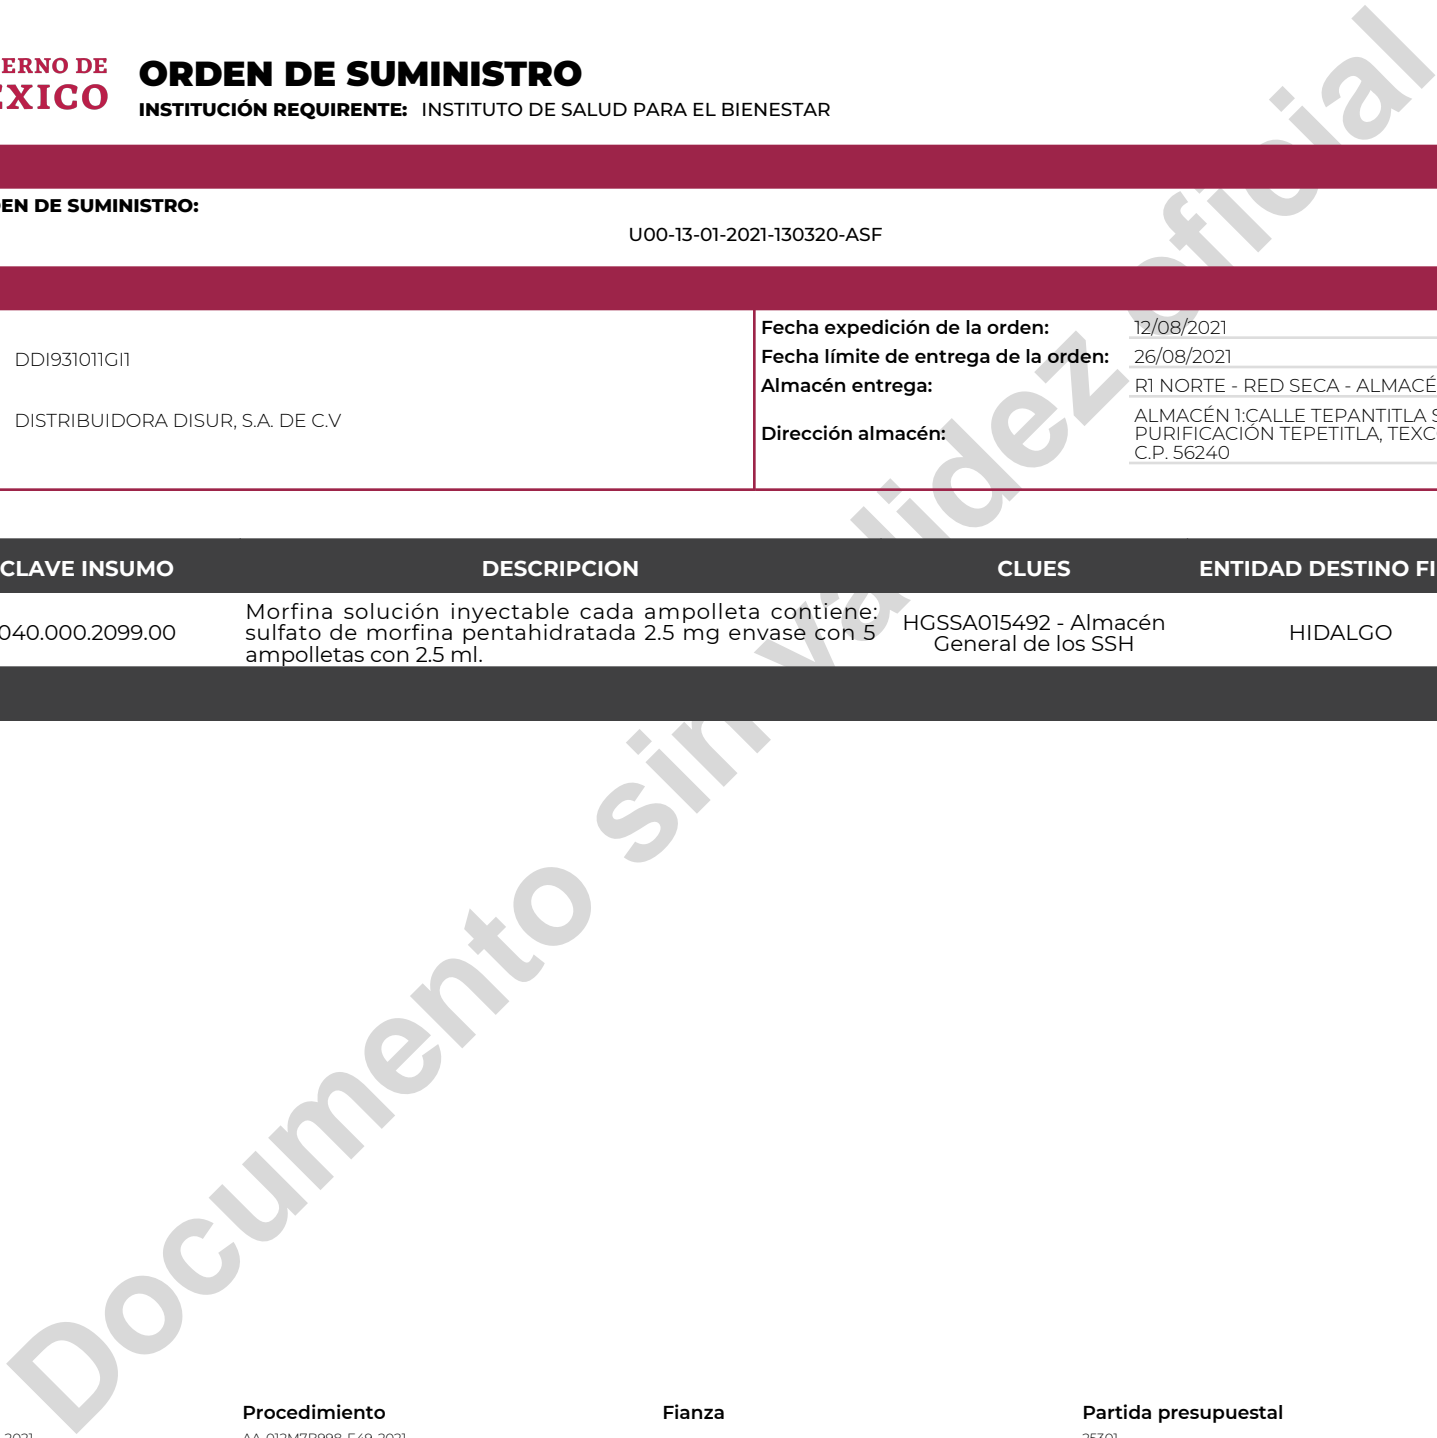 ERNO DE
EXICO
ORDEN DE SUMINISTRO
INSTITUCIÓN REQUIRENTE: INSTITUTO DE SALUD PARA EL BIENESTAR
EN DE SUMINISTRO:
U00-13-01-2021-130320-ASF
DDI931011GI1
DISTRIBUIDORA DISUR, S.A. DE C.V
Fecha expedición de la orden: 12/08/2021
Fecha límite de entrega de la orden: 26/08/2021
Almacén entrega: R1 NORTE - RED SECA - ALMACÉ
Dirección almacén:
ALMACÉN 1:CALLE TEPANTITLA S
PURIFICACIÓN TEPETITLA, TEXC
C.P. 56240
CLAVE INSUMO DESCRIPCION CLUES ENTIDAD DESTINO FI
040.000.2099.00
Morfina solución inyectable cada ampolleta contiene:
sulfato de morfina pentahidratada 2.5 mg envase con 5
ampolletas con 2.5 ml.
HGSSA015492 - Almacén
General de los SSH
HIDALGO
Documento sin validez oficial
Procedimiento Fianza Partida presupuestal